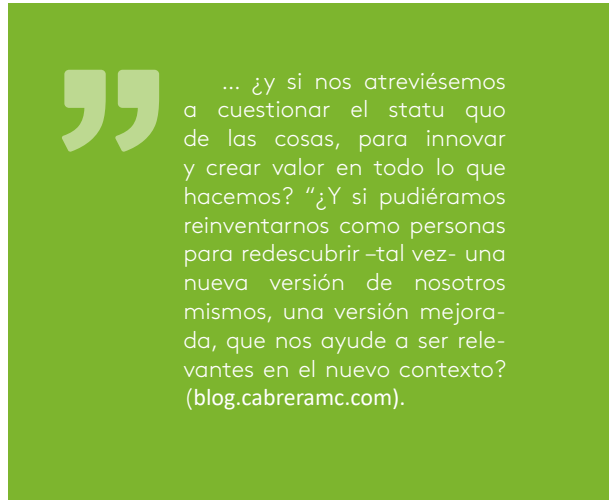 ”
... ¿y si nos atreviésemos
a cuestionar el statu quo
de las cosas, para innovar
y crear valor en todo lo que
hacemos? “¿Y si pudiéramos
reinventarnos como personas
para redescubrir –tal vez- una
nueva versión de nosotros
mismos, una versión mejora-
da, que nos ayude a ser rele-
vantes en el nuevo contexto?
(blog.cabreramc.com).